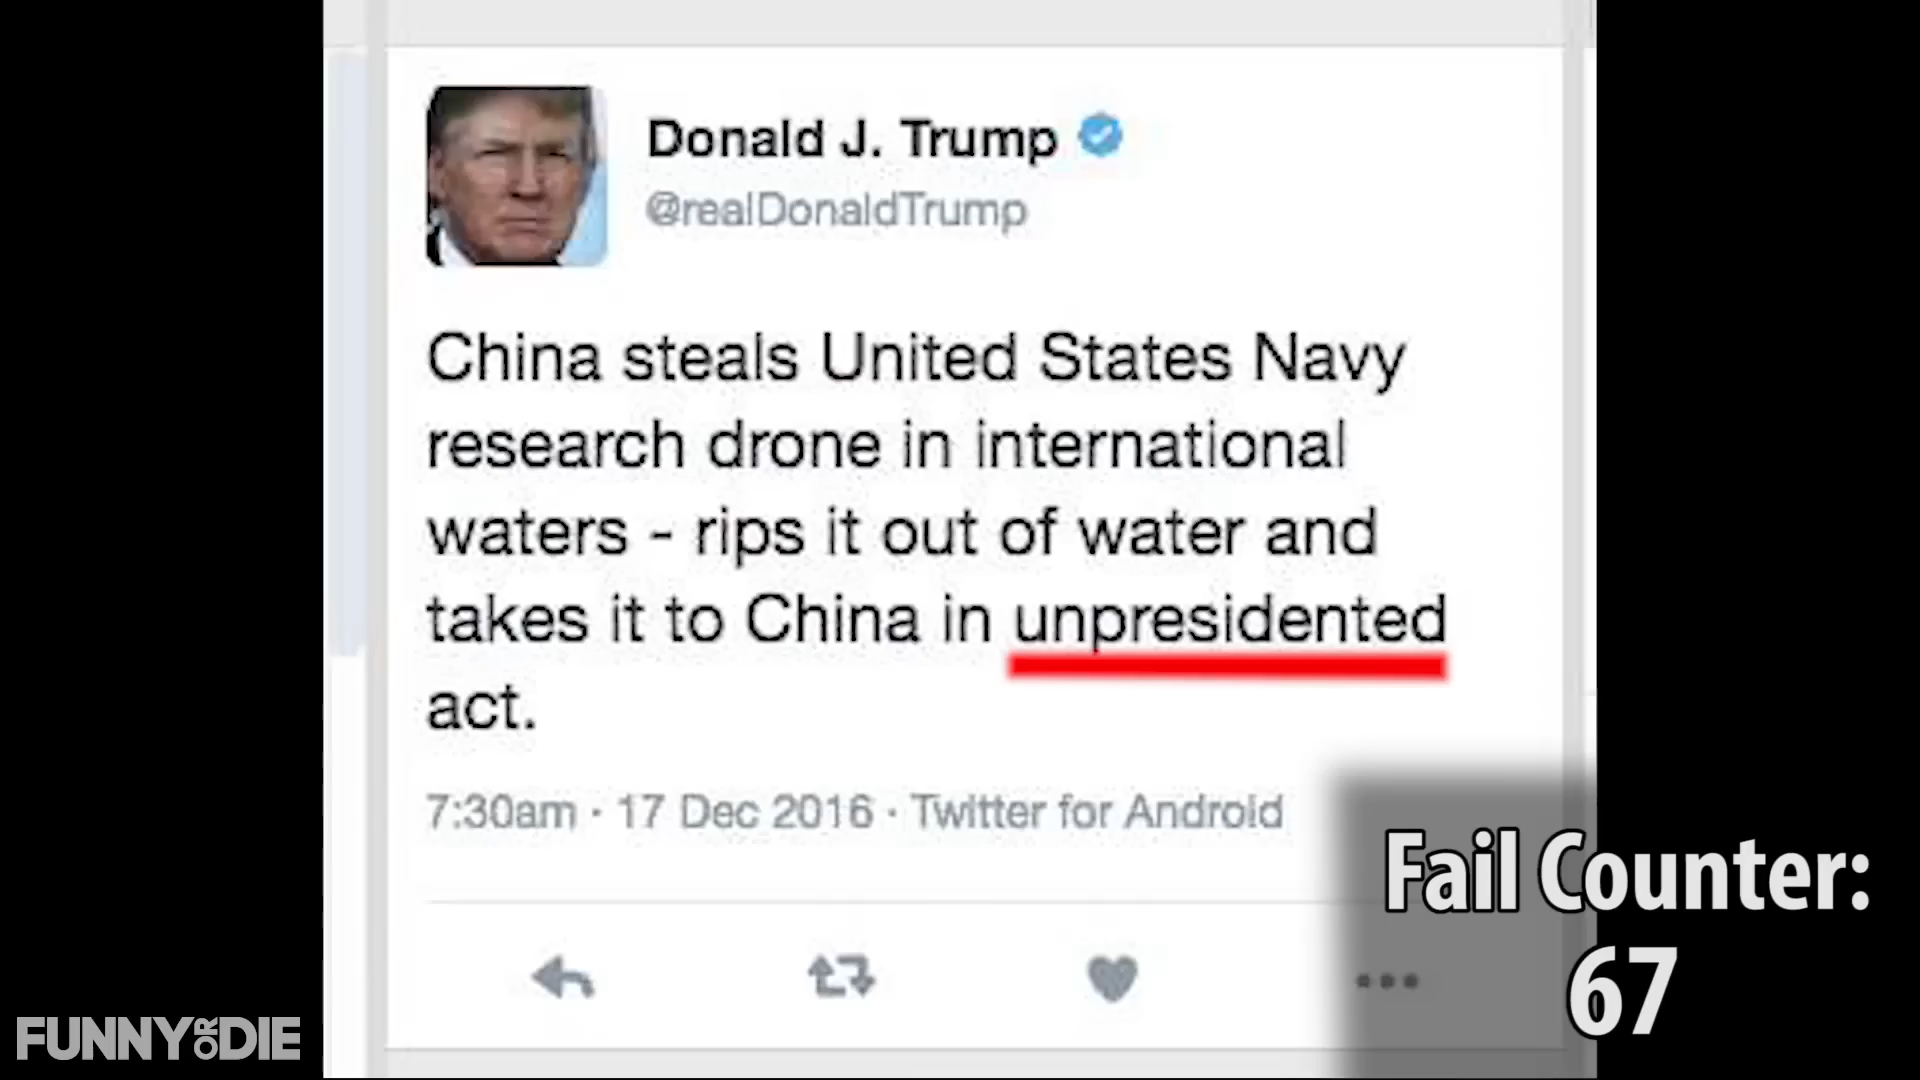 Donald J. Trump
@realDonaldTrump
China steals United States Navy
research drone in international
waters - rips it out of water and
takes it to China in unpresidented
act.
7:30am · 17 Dec 2016 · Twitter for Android
Fail Counter:
67
FUNNY OR DIE